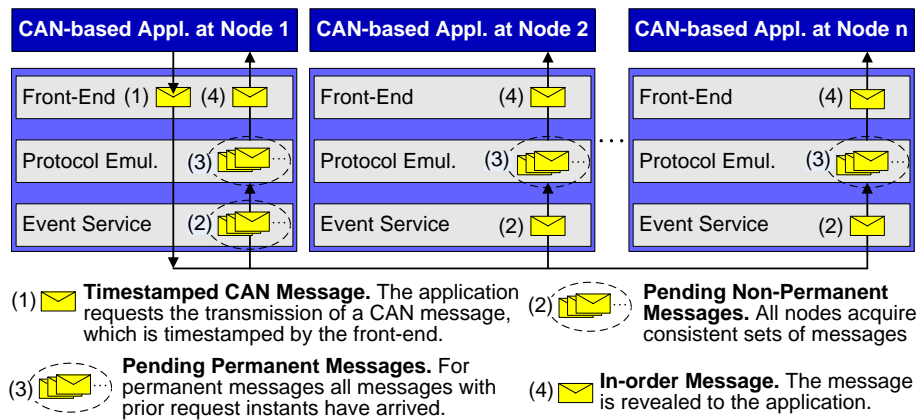 CAN-based Appl. at Node 1 CAN-based Appl. at Node 2 CAN-based Appl. at Node n
Front-End (1) (4) Front-End (4) Front-End (4)
...
Protocol Emul. (3) ... Protocol Emul. (3) ... Protocol Emul. (3) ...
Event Service (2) ... Event Service (2) Event Service (2)
(1) Timestamped CAN Message. The application
requests the transmission of a CAN message,
which is timestamped by the front-end.
(2) ... Pending Non-Permanent
Messages. All nodes acquire
consistent sets of messages
(3) ... Pending Permanent Messages. For
permanent messages all messages with
prior request instants have arrived.
(4) In-order Message. The message
is revealed to the application.